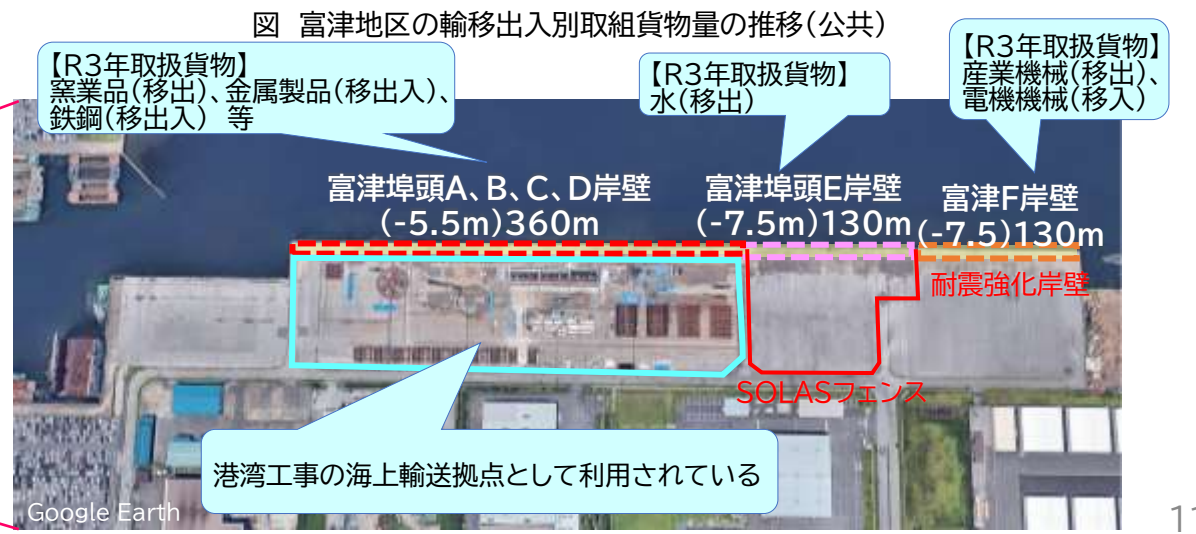 図 富津地区の輸移出入別取組貨物量の推移(公共)
【R3年取扱貨物】
窯業品(移出)、金属製品(移出入)、
鉄鋼(移出入) 等
【R3年取扱貨物】
水(移出)
【R3年取扱貨物】
産業機械(移出)、
電機機械(移入)
富津埠頭A、B、C、D岸壁
(-5.5m)360m
富津埠頭E岸壁
(-7.5m)130m
富津F岸壁
(-7.5)130m
耐震強化岸壁
SOLASフェンス
港湾工事の海上輸送拠点として利用されている
Google Earth